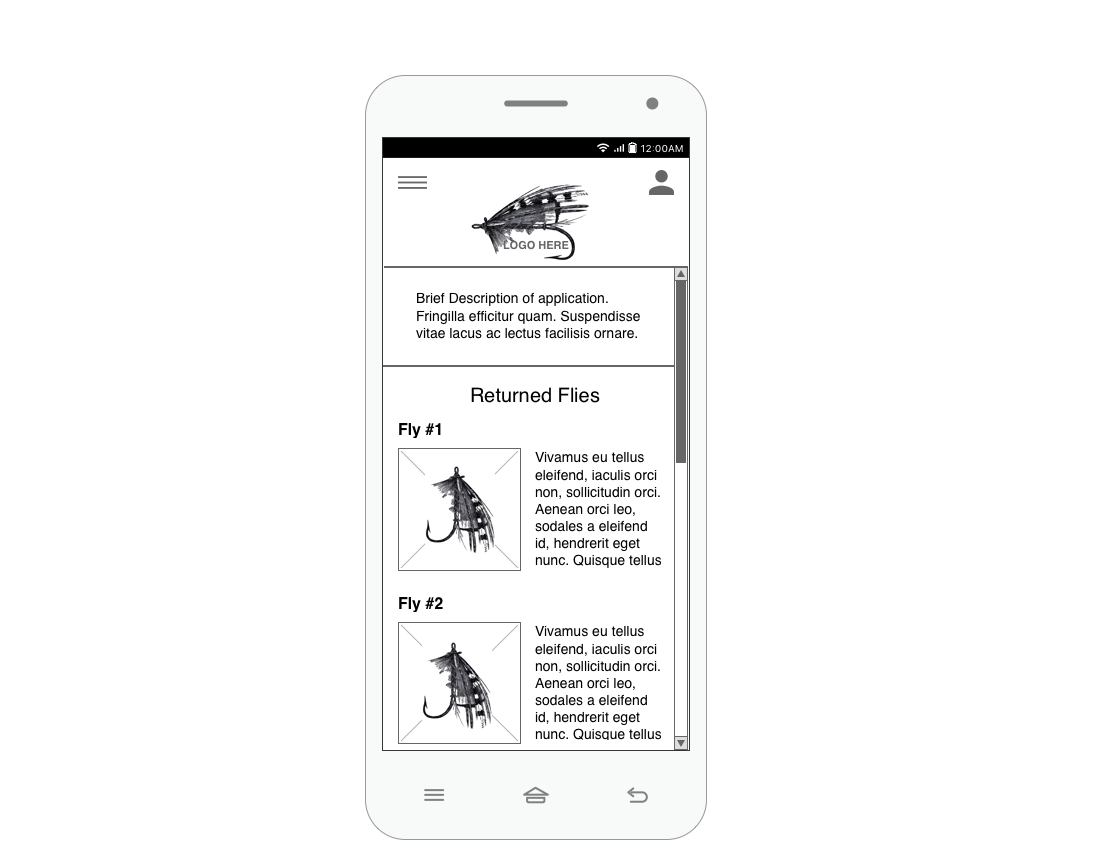 12:00AM
LOGO HERE
Brief Description of application.
Fringilla efficitur quam. Suspendisse
vitae lacus ac lectus facilisis ornare.
Returned Flies
Fly #1
Vivamus eu tellus
eleifend, iaculis orci
non, sollicitudin orci.
Aenean orci leo,
sodales a eleifend
id, hendrerit eget
nunc. Quisque tellus
Fly #2
Vivamus eu tellus
eleifend, iaculis orci
non, sollicitudin orci.
Aenean orci leo,
sodales a eleifend
id, hendrerit eget
nunc. Quisque tellus